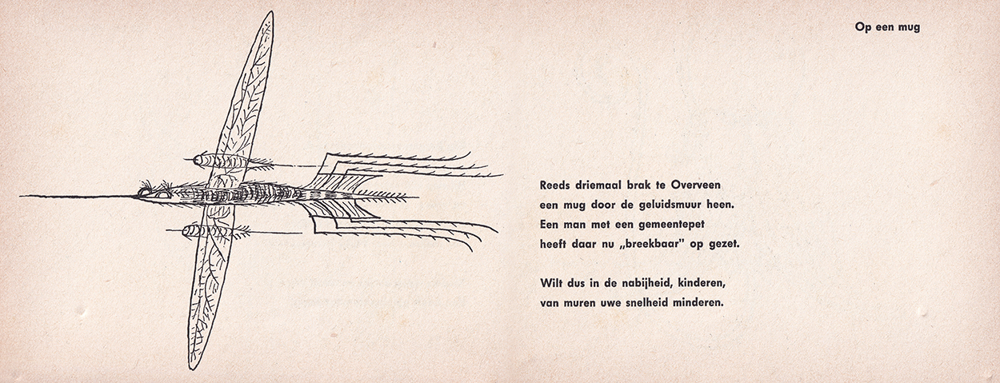 Op een mug
Reeds driemaal brak te Overveen
een mug door de geluidsmuur heen.
Een man met een gemeentepet
heeft daar nu „breekbaar" op gezet.
Wilt dus in de nabijheid, kinderen,
van muren uwe snelheid minderen.